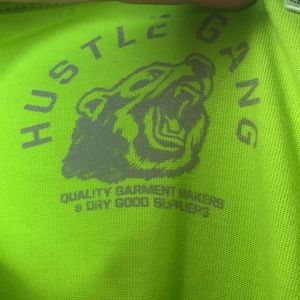 HUSTLE GANG
QUALITY GARMENT MAKERS
& DRY GOOD SUPPLIERS